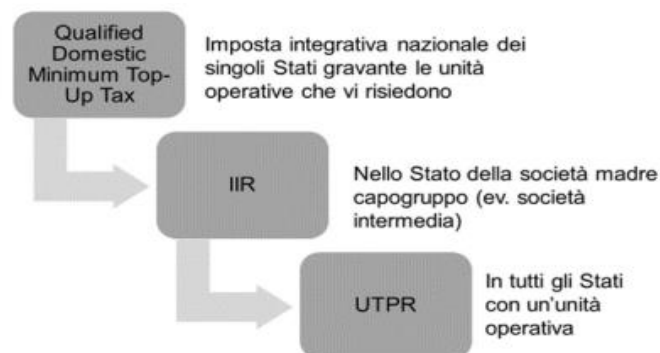 Qualified
Domestic
Minimum Top-
Up Tax
Imposta integrativa nazionale dei
singoli Stati gravante le unità
operative che vi risiedono
IIR
Nello Stato della società madre
capogruppo (ev. società
intermedia)
UTPR
In tutti gli Stati
con un'unità
operativa